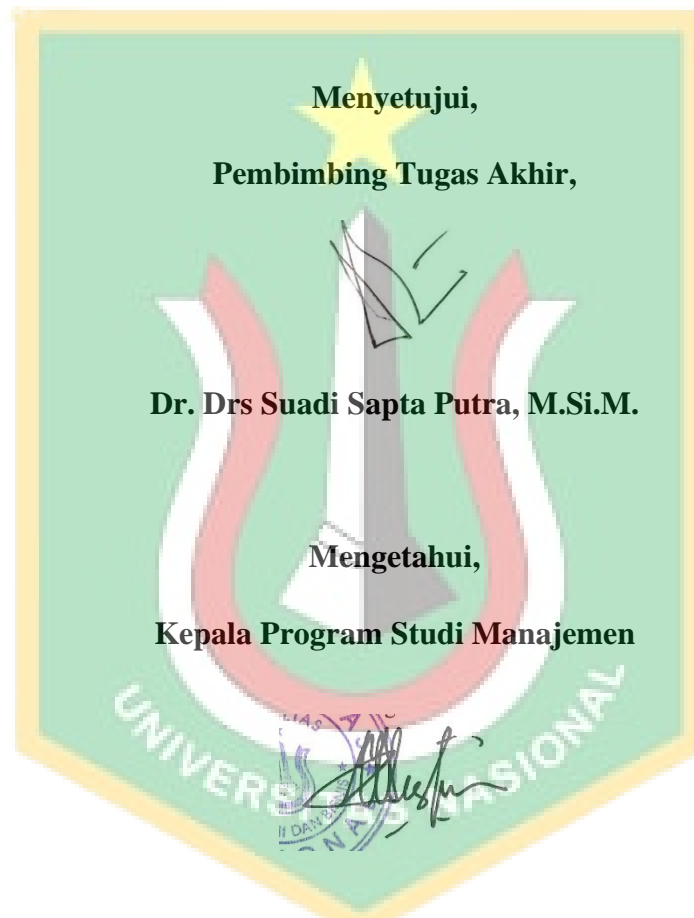 Menyetujui,
Pembimbing Tugas Akhir,
Dr. Drs Suadi Sapta Putra, M.Si.M.
Mengetahui,
Kepala Program Studi Manajemen
UNIVERSITAS NASIONAL